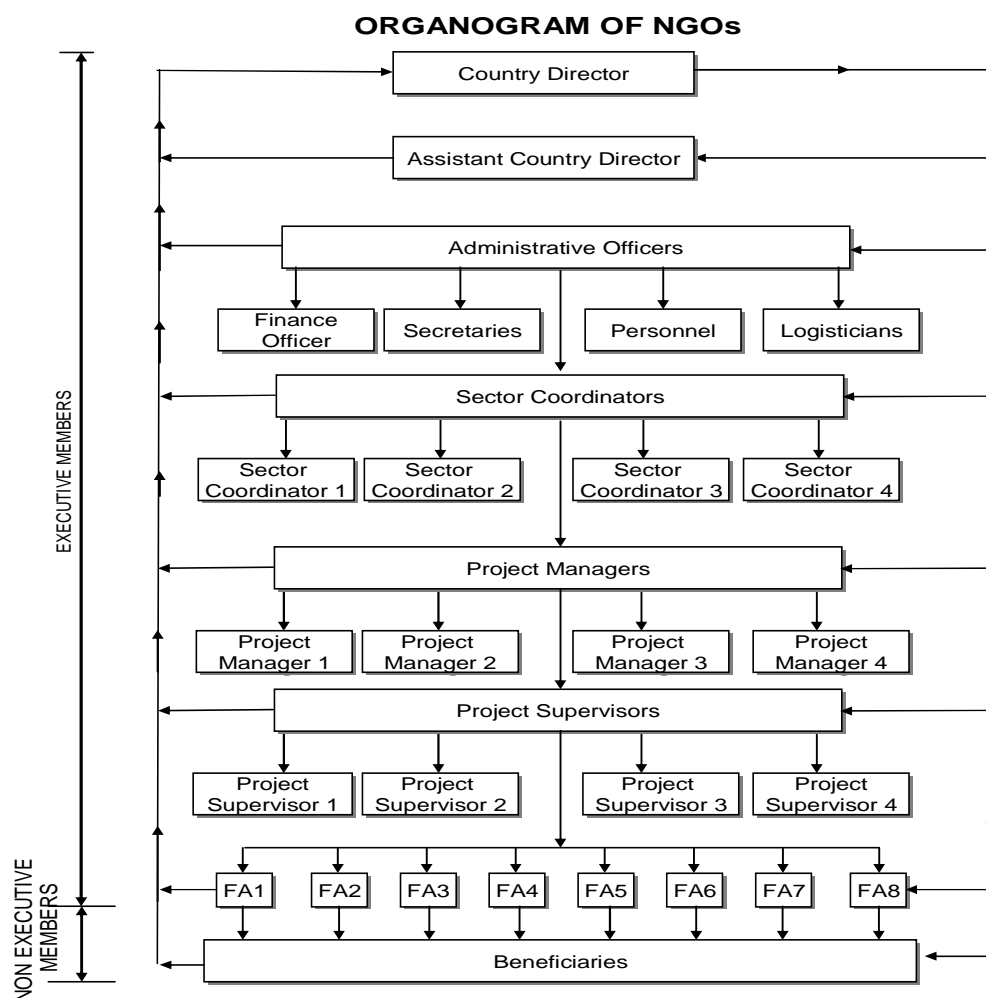 ORGANOGRAM OF NGOs
Country Director
Assistant Country Director
Administrative Officers
Finance
Officer
Secretaries
Personnel
Logisticians
Sector Coordinators
Sector
Coordinator 1
Sector
Coordinator 2
Sector
Coordinator 3
Sector
Coordinator 4
Project Managers
Project
Manager 1
Project
Manager 2
Project
Manager 3
Project
Manager 4
Project Supervisors
Project
Supervisor 1
Project
Supervisor 2
Project
Supervisor 3
Project
Supervisor 4
FA1
FA2
FA3
FA4
FA5
FA6
FA7
FA8
Beneficiaries
EXECUTIVE MEMBERS
NON EXECUTIVE
MEMBERS